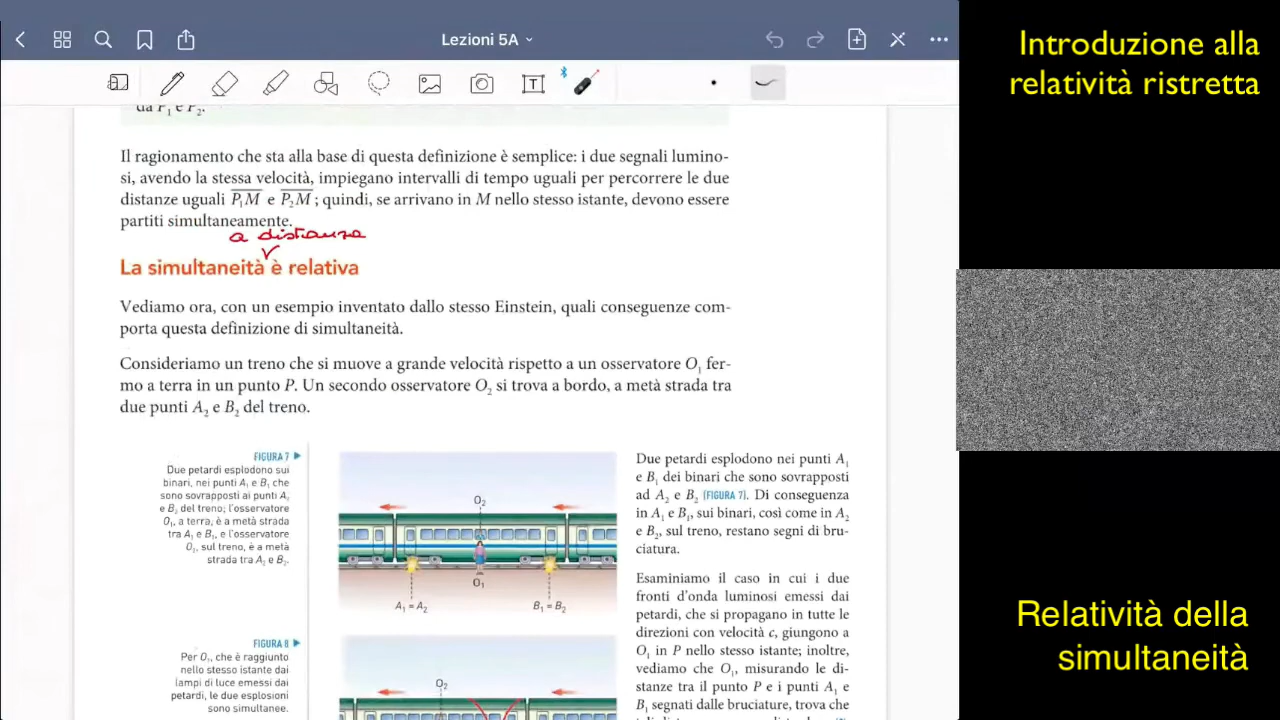 Lezioni 5A
Introduzione alla
relatività ristretta
da P₁ e P₂.
Il ragionamento che sta alla base di questa definizione è semplice: i due segnali lumino-
si, avendo la stessa velocità, impiegano intervalli di tempo uguali per percorrere le due
distanze uguali P₁M e P₂M; quindi, se arrivano in M nello stesso istante, devono essere
partiti simultaneamente.
a distanza
La simultaneità è relativa
Vediamo ora, con un esempio inventato dallo stesso Einstein, quali conseguenze com-
porta questa definizione di simultaneità.
Consideriamo un treno che si muove a grande velocità rispetto a un osservatore O₁ fer-
mo a terra in un punto P. Un secondo osservatore O₂ si trova a bordo, a metà strada tra
due punti A₂ e B₂ del treno.
FIGURA 7
Due petardi esplodono sui
binari, nei punti A₁ e B₁ che
sono sovrapposti ai punti A₂
e B₂ del treno; l'osservatore
O₁, a terra, è a metà strada
tra A₁ e B₁, e l'osservatore
O₂, sul treno, è a metà
strada tra A₂ e B₂.
O₂
O₁
A₁ = A₂
B₁ = B₂
Due petardi esplodono nei punti A₁
e B₁ dei binari che sono sovrapposti
ad A₂ e B₂ (FIGURA 7). Di conseguenza
in A₁ e B₁, sui binari, così come in A₂
e B₂, sul treno, restano segni di bru-
ciatura.
Esaminiamo il caso in cui i due
fronti d'onda luminosi emessi dai
petardi, che si propagano in tutte le
direzioni con velocità c, giungono a
O₁ in P nello stesso istante; inoltre,
vediamo che O₁, misurando le di-
stanze tra il punto P e i punti A₁ e
B₁ segnati dalle bruciature, trova che
FIGURA 8
Per O₁, che è raggiunto
nello stesso istante dai
lampi di luce emessi dai
petardi, le due esplosioni
sono simultanee.
O₂
Relatività della
simultaneità